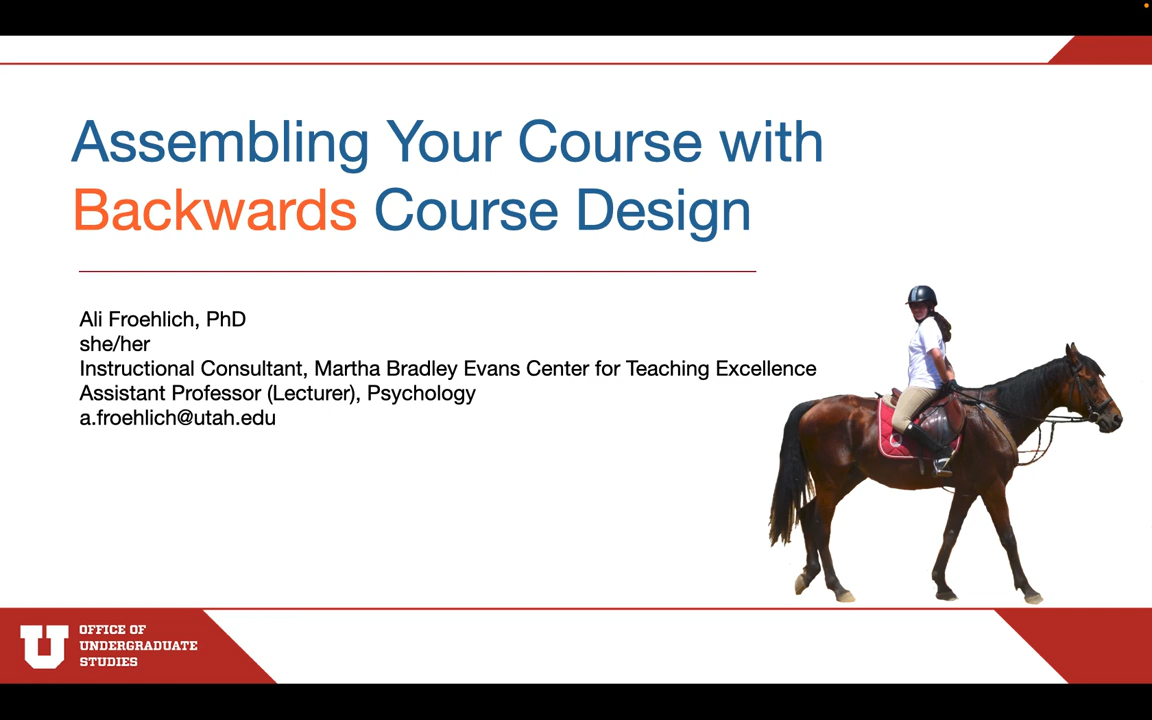 Assembling Your Course with
Backwards Course Design
Ali Froehlich, PhD
she/her
Instructional Consultant, Martha Bradley Evans Center for Teaching Excellence
Assistant Professor (Lecturer), Psychology
a.froehlich@utah.edu
U
OFFICE OF
UNDERGRADUATE
STUDIES